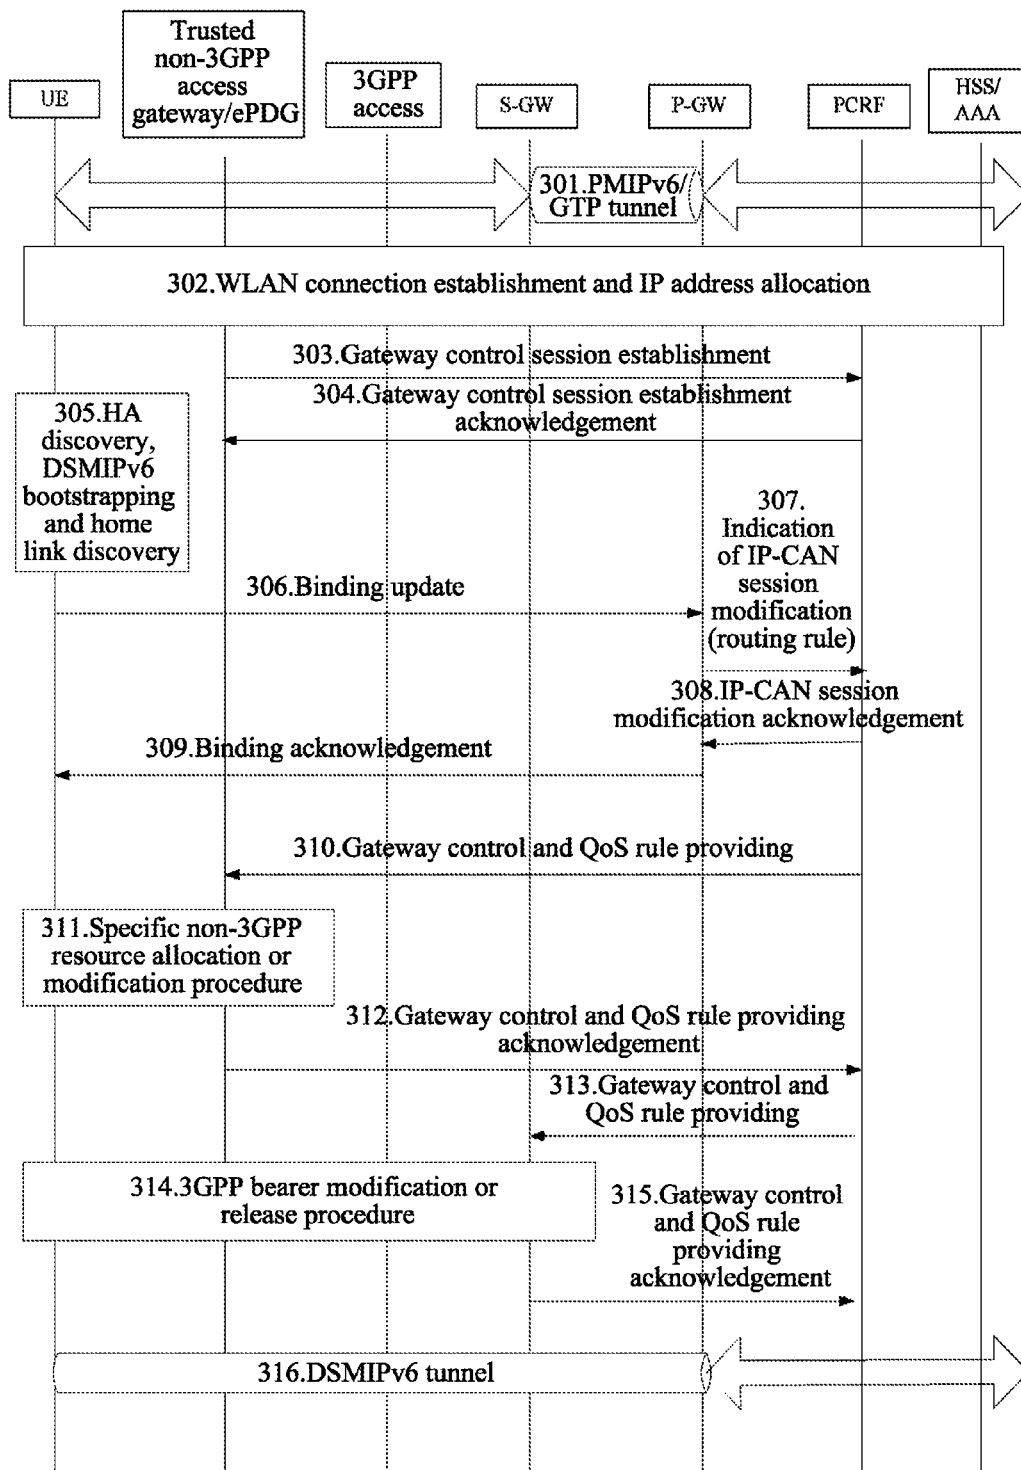 UE
Trusted
non-3GPP
access
gateway/ePDG
3GPP
access
S-GW
P-GW
PCRF
HSS/
AAA
301.PMIPv6/
GTP tunnel
302.WLAN connection establishment and IP address allocation
303.Gateway control session establishment
304.Gateway control session establishment
acknowledgement
305.HA
discovery,
DSMIPv6
bootstrapping
and home
link discovery
306.Binding update
307.
Indication
of IP-CAN
session
modification
(routing rule)
308.IP-CAN session
modification acknowledgement
309.Binding acknowledgement
310.Gateway control and QoS rule providing
311.Specific non-3GPP
resource allocation or
modification procedure
312.Gateway control and QoS rule providing
acknowledgement
313.Gateway control and
QoS rule providing
314.3GPP bearer modification or
release procedure
315.Gateway control
and QoS rule
providing
acknowledgement
316.DSMIPv6 tunnel